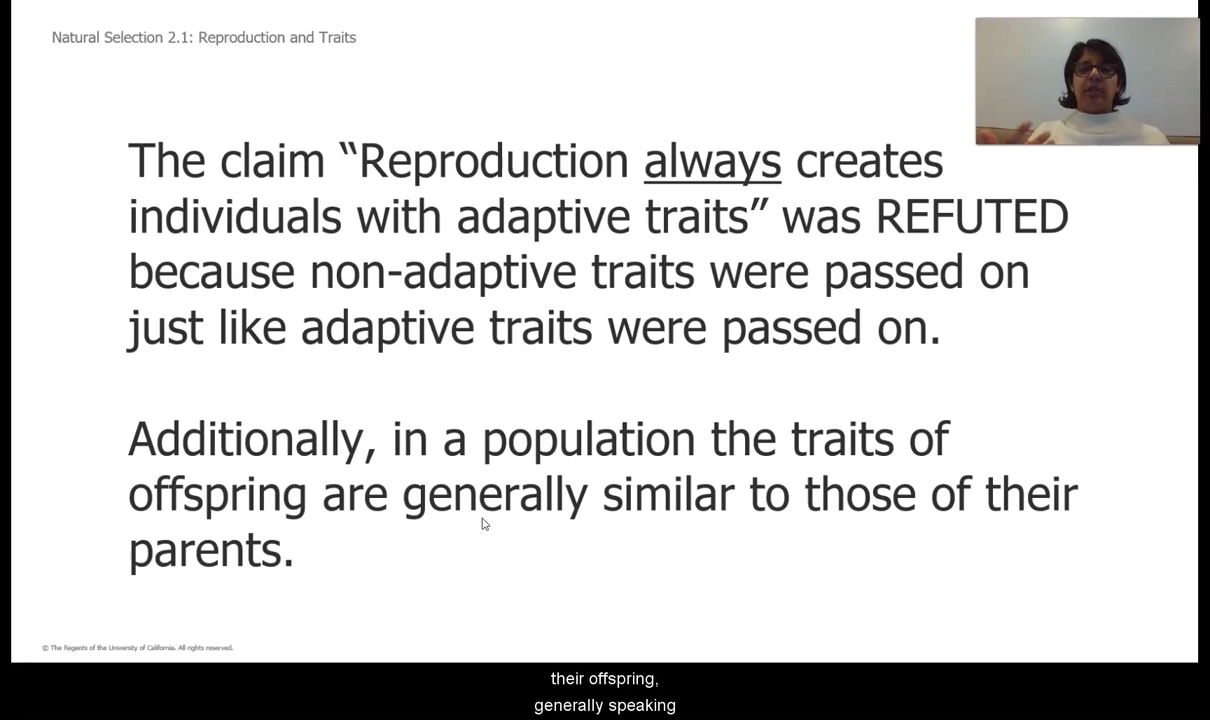 Natural Selection 2.1: Reproduction and Traits
The claim “Reproduction always creates
individuals with adaptive traits” was REFUTED
because non-adaptive traits were passed on
just like adaptive traits were passed on.
Additionally, in a population the traits of
offspring are generally similar to those of their
parents.
© The Regents of the University of California. All rights reserved.
their offspring,
generally speaking